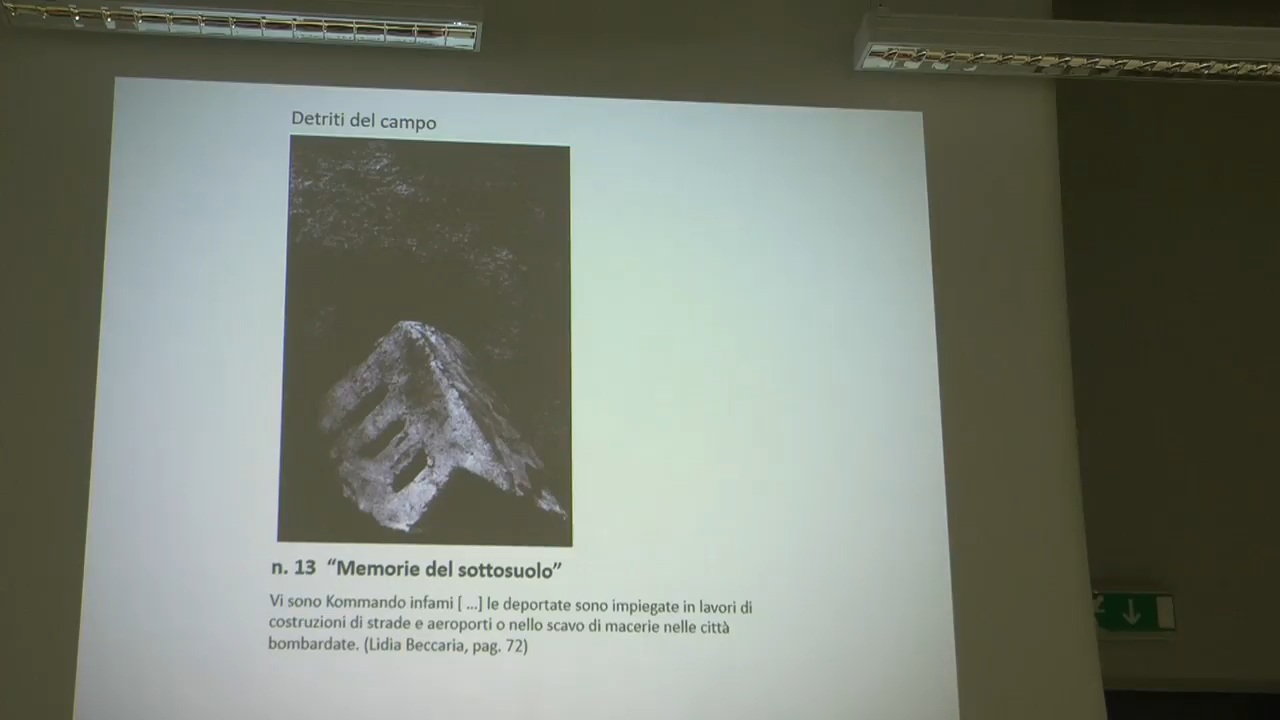 Detriti del campo
n. 13 “Memorie del sottosuolo”
Vi sono Kommando infami [ ...] le deportate sono impiegate in lavori di
costruzioni di strade e aeroporti o nello scavo di macerie nelle città
bombardate. (Lidia Beccaria, pag. 72)